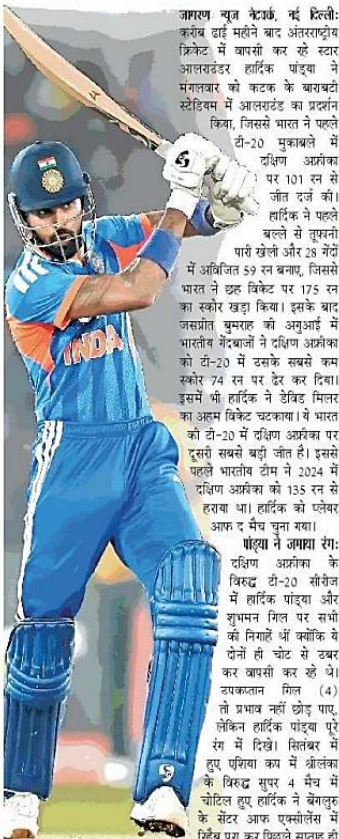 जागरण न्यूज नेटवर्क, नई दिल्ली:
करीब ढाई महीने बाद अंतरराष्ट्रीय
क्रिकेट में वापसी कर रहे स्टार
आलराउंडर हार्दिक पांड्या ने
मंगलवार को कटक के बाराबटी
स्टेडियम में आलराउंड का प्रदर्शन
किया, जिससे भारत ने पहले
टी-20 मुकाबले में
दक्षिण अफ्रीका
पर 101 रन से
जीत दर्ज की।
हार्दिक ने पहले
बल्ले से तूफानी
पारी खेली और 28 गेंदों
में अविजित 59 रन बनाए, जिससे
भारत ने छह विकेट पर 175 रन
का स्कोर खड़ा किया। इसके बाद
जसप्रीत बुमराह की अगुआई में
भारतीय गेंदबाजों ने दक्षिण अफ्रीका
को टी-20 में उसके सबसे कम
स्कोर 74 रन पर ढेर कर दिया।
इसमें भी हार्दिक ने डेविड मिलर
का अहम विकेट चटकाया। ये भारत
की टी-20 में दक्षिण अफ्रीका पर
दूसरी सबसे बड़ी जीत है। इससे
पहले भारतीय टीम ने 2024 में
दक्षिण अफ्रीका को 135 रन से
हराया था। हार्दिक को प्लेयर
आफ द मैच चुना गया।
पांड्या ने जमाया रंग:
दक्षिण अफ्रीका के
विरुद्ध टी-20 सीरीज
में हार्दिक पांड्या और
शुभमन गिल पर सभी
की निगाहें थीं क्योंकि ये
दोनों ही चोट से उबर
कर वापसी कर रहे थे।
उपकप्तान गिल (4)
तो प्रभाव नहीं छोड़ पाए,
लेकिन हार्दिक पांड्या पूरे
रंग में दिखे। सितंबर में
हुए एशिया कप में श्रीलंका
के विरुद्ध सुपर 4 मैच में
चोटिल हुए हार्दिक ने बेंगलुरु
के सेंटर आफ एक्सीलेंस में
रिहैब पूरा कर पिछले सप्ताह ही
INDIA